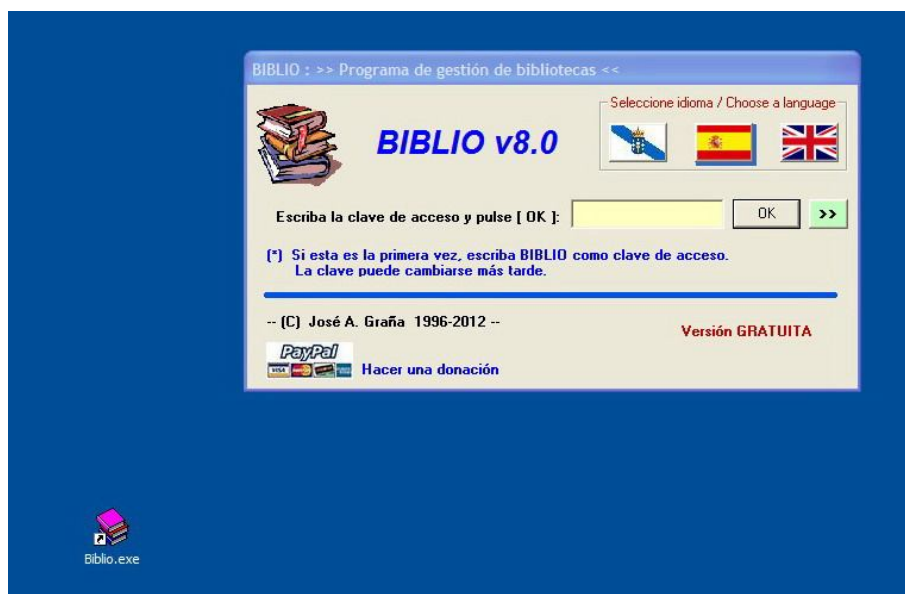 BIBLIO : >> Programa de gestión de bibliotecas <<
Seleccione idioma / Choose a language
BIBLIO v8.0
Escriba la clave de acceso y pulse [ OK ]:
OK
>>
(*) Si esta es la primera vez, escriba BIBLIO como clave de acceso.
La clave puede cambiarse más tarde.
-- (C) José A. Graña 1996-2012 --
Versión GRATUITA
PayPal
VISA
Hacer una donación
Biblio.exe